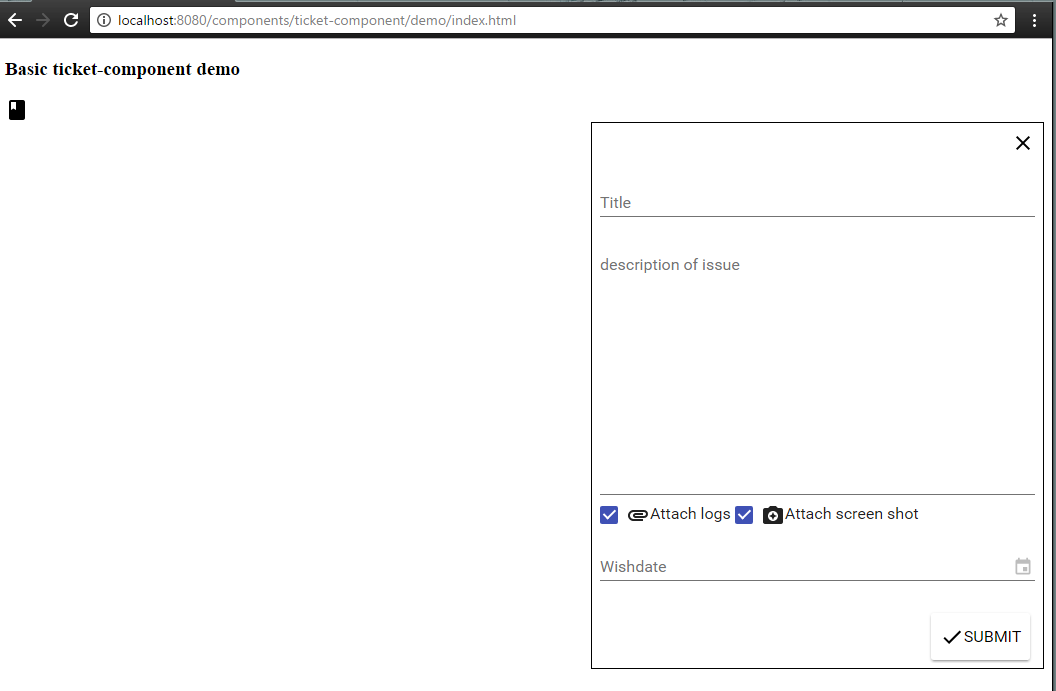 localhost:8080/components/ticket-component/demo/index.html
Basic ticket-component demo
Title
description of issue
Attach logs Attach screen shot
Wishdate
SUBMIT